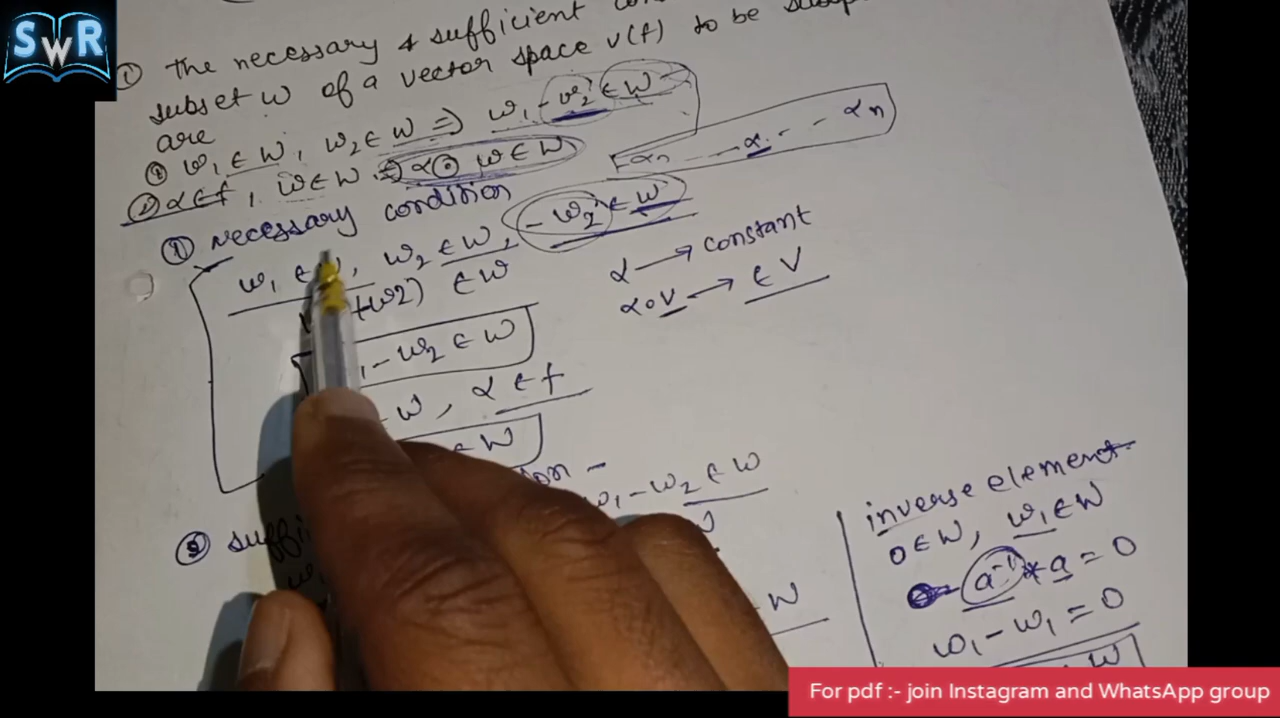 SWR
① The necessary & sufficient
subset W of a vector space V(f) to be
are
① w₁ ∈ W, w₂ ∈ W ⇒ w₁ - w₂ ∈ W
② α ∈ f, w ∈ W ⇒ α⊙ w ∈ W
αn --- α - - - αn
① necessary condition
w₁ ∈ W, w₂ ∈ W, -w₂ ∈ W
+w2) ∈ W
- w₂ ∈ W
W, α ∈ f
∈ W
α → constant
α∘v → ∈ V
② suffi
w₁ - w₂ ∈ W
W
W
inverse element
0 ∈ W, w₁ ∈ W
a⁻¹ * a = 0
w₁ - w₁ = 0
W
For pdf :- join Instagram and WhatsApp group